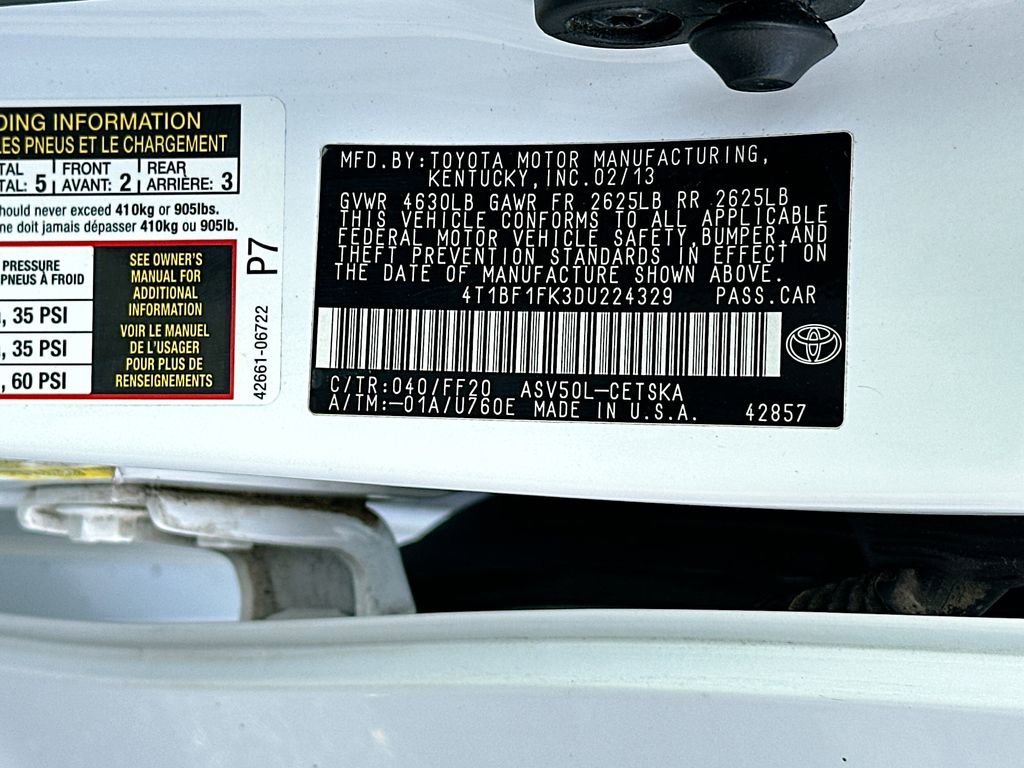 DING INFORMATION
LES PNEUS ET LE CHARGEMENT
TAL FRONT REAR
TAL: 5 AVANT: 2 ARRIÈRE: 3
hould never exceed 410kg or 905lbs.
ne doit jamais dépasser 410kg ou 905lb.
PRESSURE
PNEUS À FROID
, 35 PSI
, 35 PSI
, 60 PSI
SEE OWNER'S
MANUAL FOR
ADDITIONAL
INFORMATION
VOIR LE MANUEL
DE L'USAGER
POUR PLUS DE
RENSEIGNEMENTS
P7
42661-06722
MFD.BY:TOYOTA MOTOR MANUFACTURING,
KENTUCKY,INC.02/13
GVWR 4630LB GAWR FR 2625LB RR 2625LB
THIS VEHICLE CONFORMS TO ALL APPLICABLE
FEDERAL MOTOR VEHICLE SAFETY,BUMPER,AND
THEFT PREVENTION STANDARDS IN EFFECT ON
THE DATE OF MANUFACTURE SHOWN ABOVE.
4T1BF1FK3DU224329 PASS.CAR
C/TR:040/FF20 ASV50L-CETSKA
A/TM:-01A/U760E MADE IN U.S.A. 42857